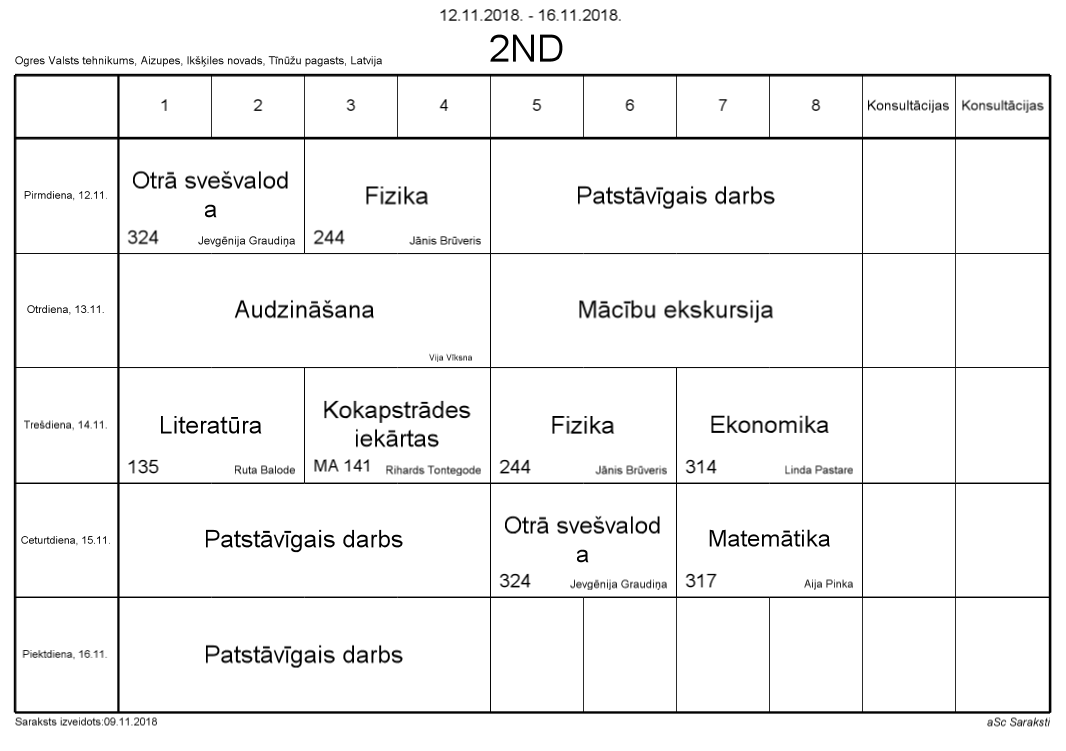 12.11.2018. - 16.11.2018.
2ND
Ogres Valsts tehnikums, Aizupes, Ikšķiles novads, Tīnūžu pagasts, Latvija
1 2 3 4 5 6 7 8 Konsultācijas Konsultācijas
Pirmdiena, 12.11.
Otrā svešvalod
a
324 Jevgēnija Graudiņa
Fizika
244 Jānis Brūveris
Patstāvīgais darbs
Otrdiena, 13.11.
Audzināšana
Vija Vīksna
Mācību ekskursija
Trešdiena, 14.11.
Literatūra
135 Ruta Balode
Kokapstrādes
iekārtas
MA 141 Rihards Tontegode
Fizika
244 Jānis Brūveris
Ekonomika
314 Linda Pastare
Ceturtdiena, 15.11.
Patstāvīgais darbs
Otrā svešvalod
a
324 Jevgēnija Graudiņa
Matemātika
317 Aija Pinka
Piektdiena, 16.11.
Patstāvīgais darbs
Saraksts izveidots:09.11.2018
aSc Saraksti